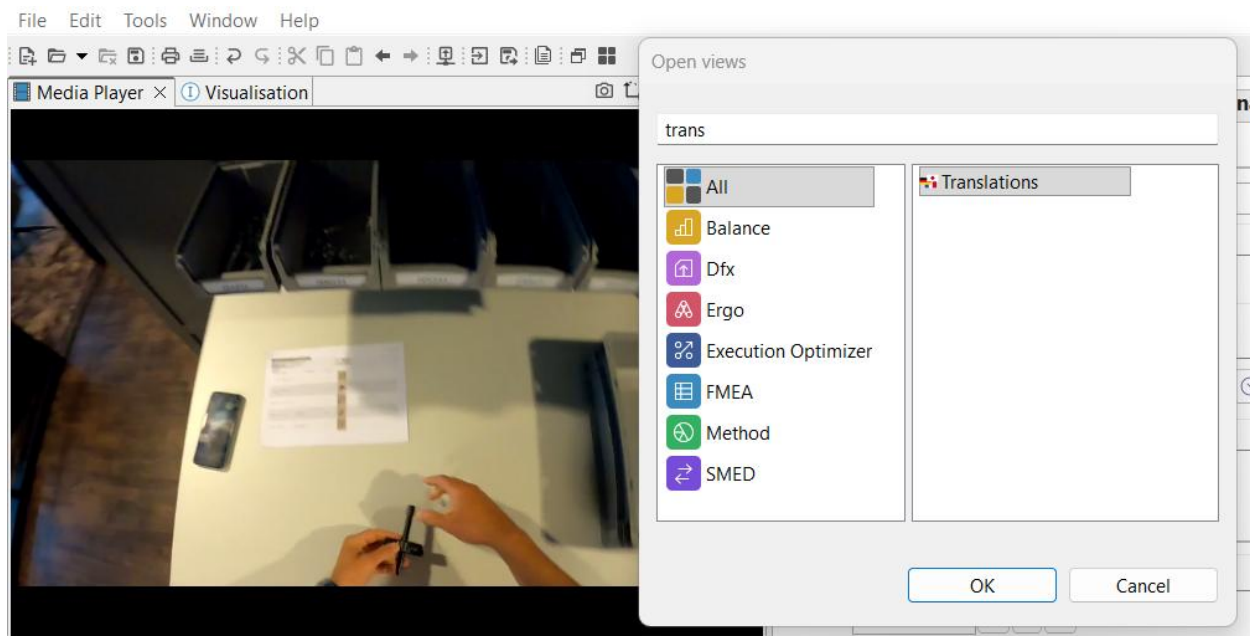 File Edit Tools Window Help
Media Player
Visualisation
Open views
trans
All
Balance
Dfx
Ergo
Execution Optimizer
FMEA
Method
SMED
Translations
OK
Cancel